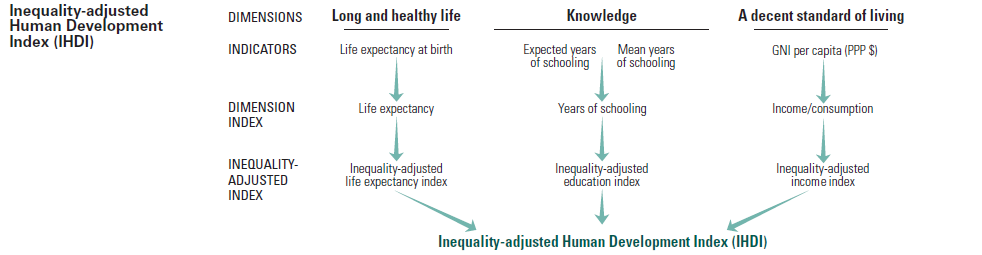 Inequality-adjusted
Human Development
Index (IHDI)
DIMENSIONS Long and healthy life Knowledge A decent standard of living
INDICATORS Life expectancy at birth Expected years of schooling Mean years of schooling GNI per capita (PPP $)
DIMENSION
INDEX
Life expectancy Years of schooling Income/consumption
INEQUALITY-
ADJUSTED
INDEX
Inequality-adjusted
life expectancy index
Inequality-adjusted
education index
Inequality-adjusted
income index
Inequality-adjusted Human Development Index (IHDI)